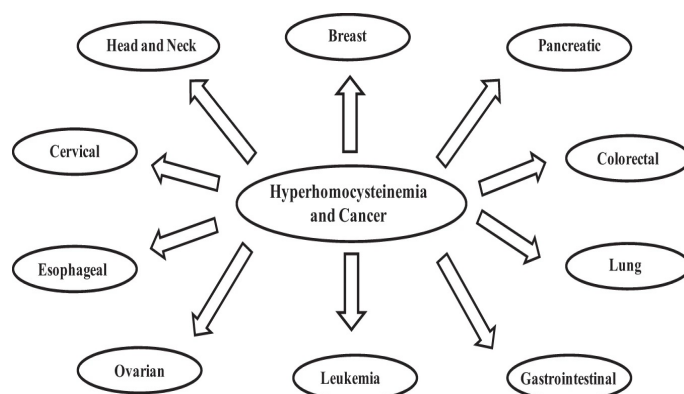 Breast
Head and Neck
Pancreatic
Cervical
Colorectal
Hyperhomocysteinemia
and Cancer
Esophageal
Lung
Ovarian
Leukemia
Gastrointestinal